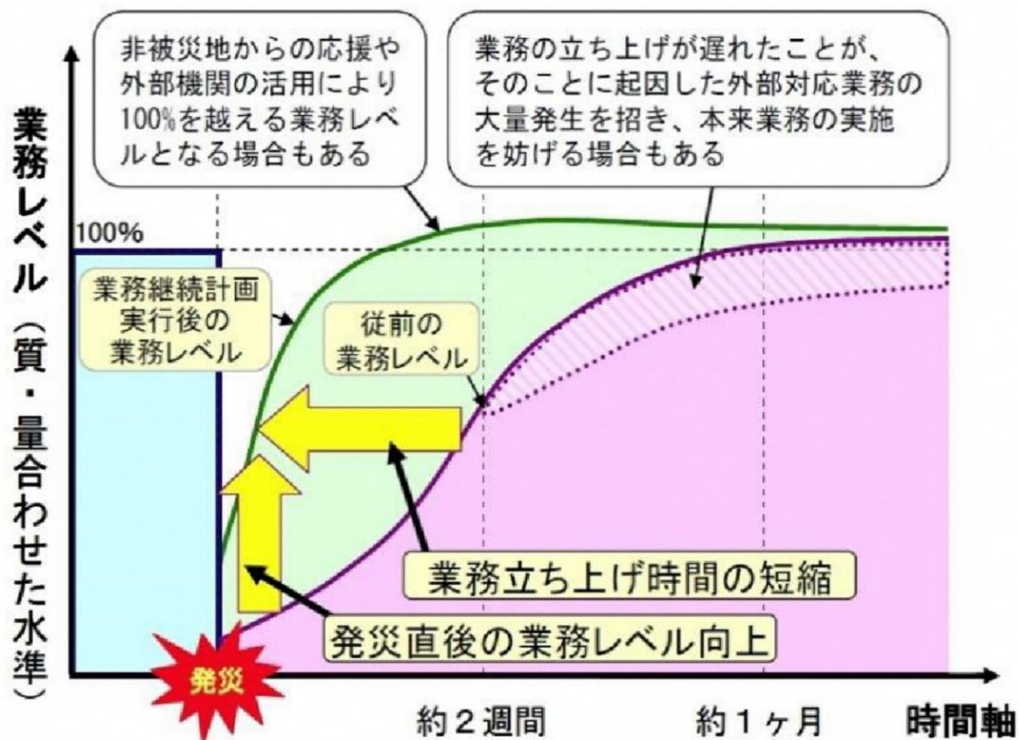 非被災地からの応援や
外部機関の活用により
100%を越える業務レベ
ルとなる場合もある
業務の立ち上げが遅れたことが、
そのことに起因した外部対応業務の
大量発生を招き、本来業務の実施
を妨げる場合もある
業務レベル（質・量合わせた水準）
100%
業務継続計画
実行後の
業務レベル
従前の
業務レベル
業務立ち上げ時間の短縮
発災直後の業務レベル向上
発災
約２週間
約１ヶ月
時間軸